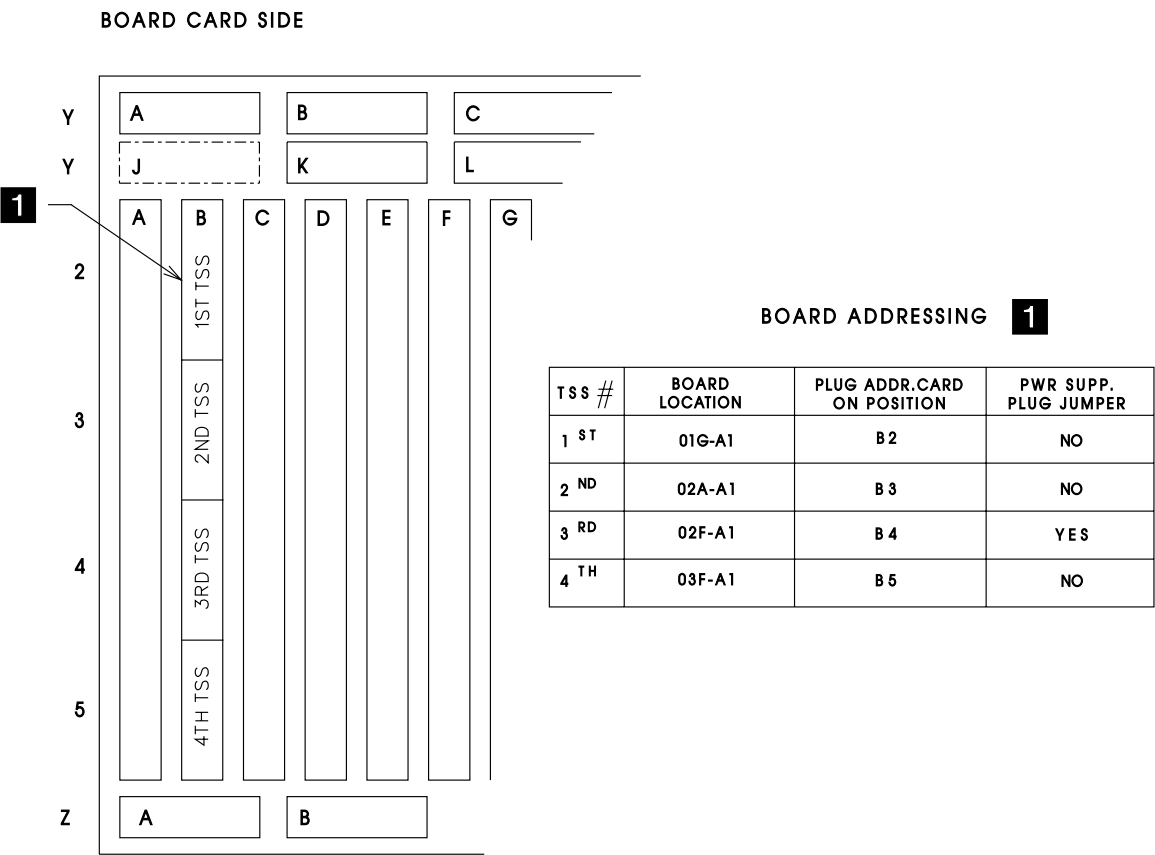 BOARD CARD SIDE
Y A B C
Y J K L
1
A B C D E F G
2 1ST TSS
3 2ND TSS
4 3RD TSS
5 4TH TSS
Z A B
BOARD ADDRESSING 1
TSS # BOARD LOCATION PLUG ADDR.CARD ON POSITION PWR SUPP. PLUG JUMPER
1 ST 01G-A1 B2 NO
2 ND 02A-A1 B3 NO
3 RD 02F-A1 B4 YES
4 TH 03F-A1 B5 NO